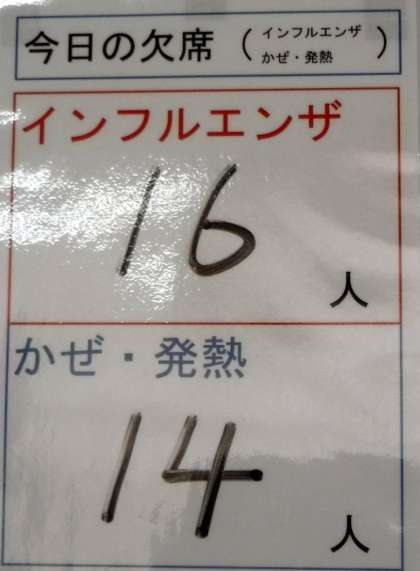 今日の欠席（インフルエンザ
かぜ・発熱）
インフルエンザ
16
人
かぜ・発熱
14
人